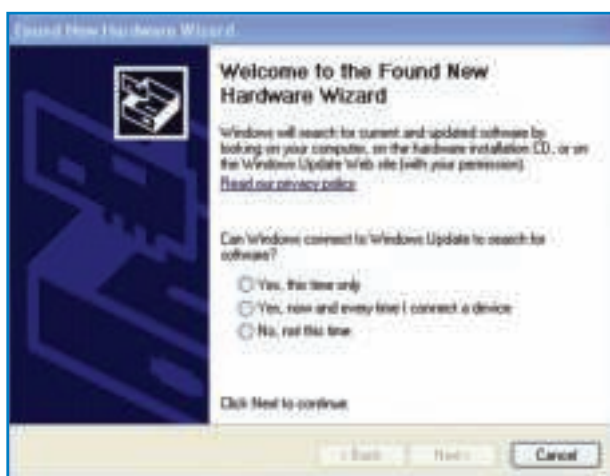 Found New Hardware Wizard
Welcome to the Found New
Hardware Wizard
Windows will search for current and updated software by
looking on your computer, on the hardware installation CD, or on
the Windows Update Web site (with your permission).
Read our privacy policy
Can Windows connect to Windows Update to search for
software?
Yes, this time only
Yes, now and every time I connect a device
No, not this time
Click Next to continue.
< Back
Next >
Cancel